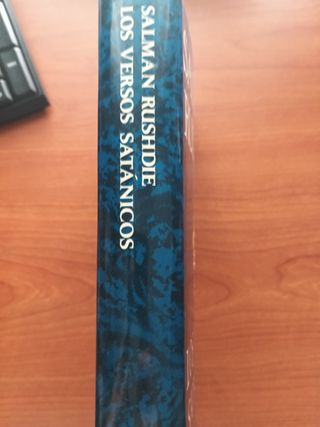 SALMAN RUSHDIE
LOS VERSOS SATÁNICOS